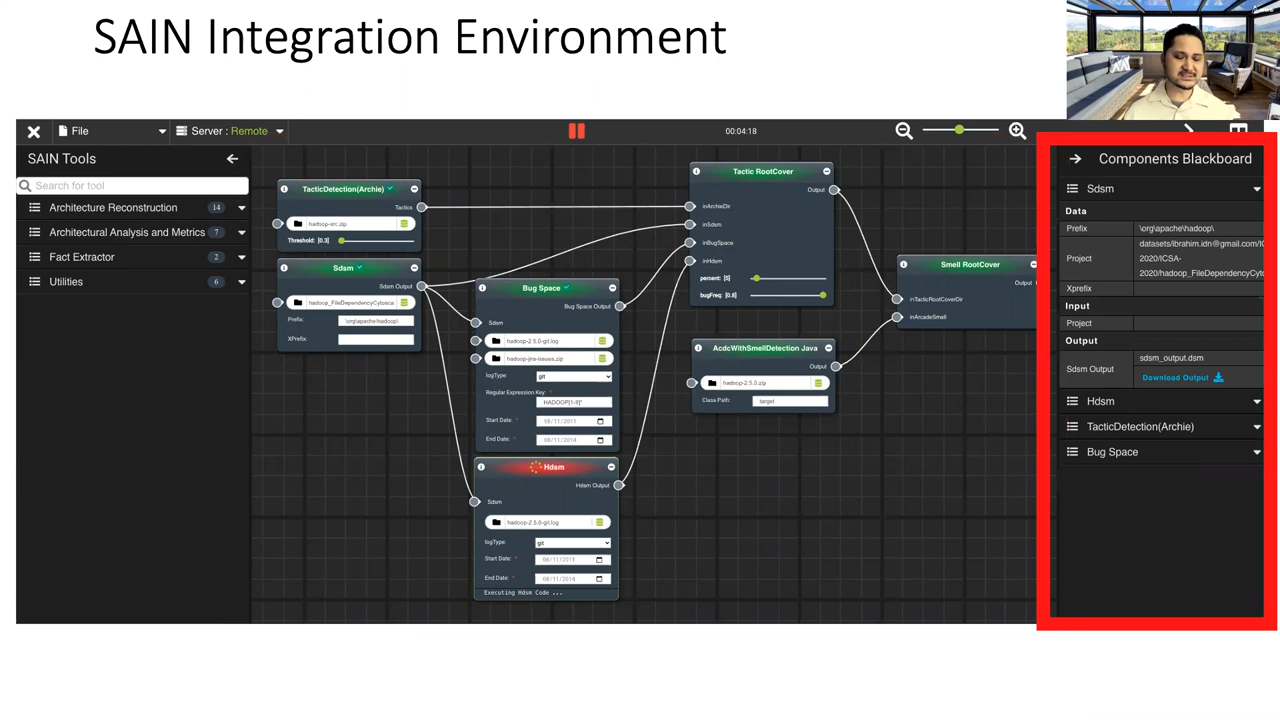 SAIN Integration Environment
File
Server : Remote
00:04:18
SAIN Tools
Search for tool
Architecture Reconstruction 14
Architectural Analysis and Metrics 7
Fact Extractor 2
Utilities 6
TacticDetection(Archie)
Tactics
hadoop-src.zip
Threshold: [0.3]
Sdsm
Sdsm Output
hadoop_FileDependencyCytosca
Prefix: \org\apache\hadoop\
XPrefix:
Bug Space
Bug Space Output
Sdsm
hadoop-2.5.0-git.log
hadoop-jira-issues.zip
logType: git
Regular Expression Key: *
HADOOP[1-9]*
Start Date: * 08/11/2011
End Date: * 08/11/2014
Hdsm
Hdsm Output
Sdsm
hadoop-2.5.0-git.log
logType: git
Start Date: * 08/11/2011
End Date: * 08/11/2014
Executing Hdsm Code ...
Tactic RootCover
Output
inArchieDir
inSdsm
inBugSpace
inHdsm
percent: [5]
bugFreq: [0.8]
AcdcWithSmellDetection Java
Output
hadoop-2.5.0.zip
Class Path: target
Smell RootCover
Output
inTacticRootCoverDir
inArcadeSmell
Components Blackboard
Sdsm
Data
Prefix \org\apache\hadoop\
Project datasets/ibrahim.idn@gmail.com/IC
2020/ICSA-
2020/hadoop_FileDependencyCytosc
Xprefix
Input
Project
Output
Sdsm Output sdsm_output.dsm
Download Output
Hdsm
TacticDetection(Archie)
Bug Space